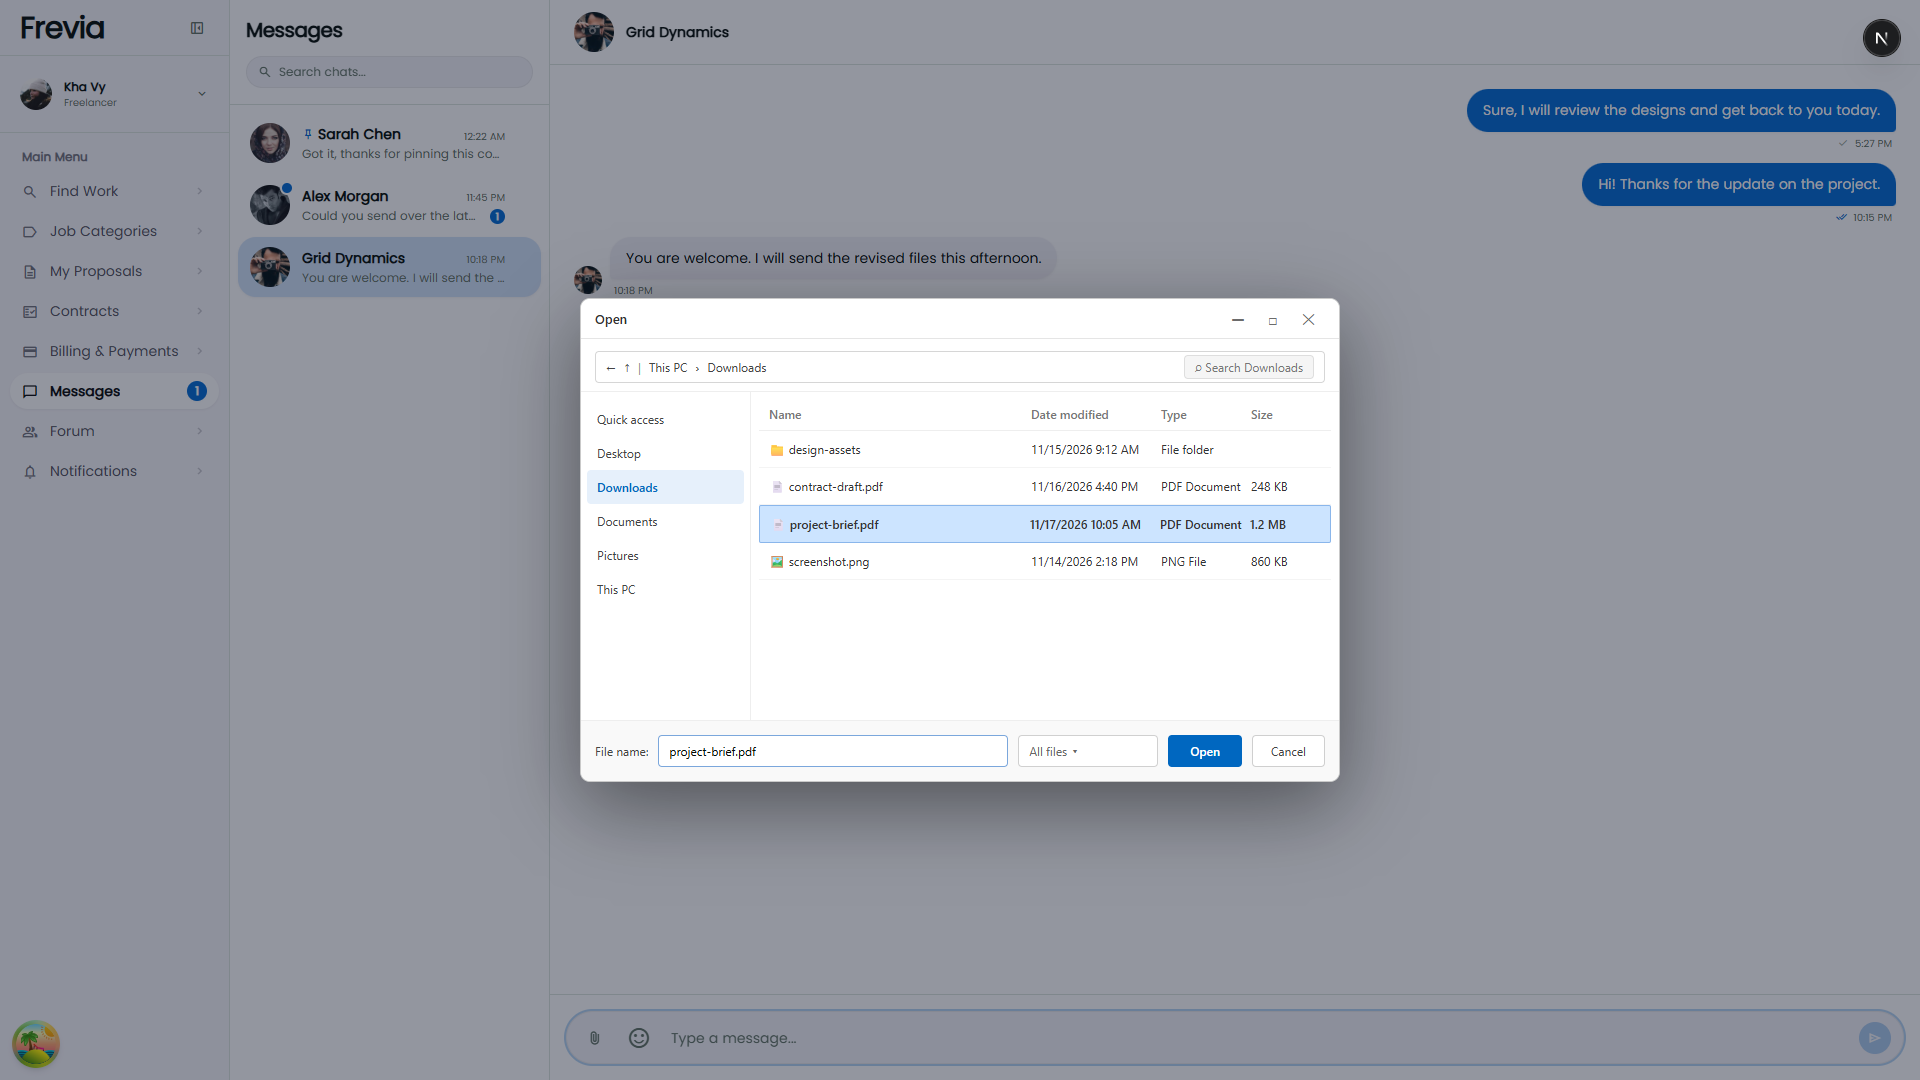 Frevia
Kha Vy
Freelancer
Main Menu
Find Work
Job Categories
My Proposals
Contracts
Billing & Payments
Messages 1
Forum
Notifications
Messages
Search chats...
Sarah Chen 12:22 AM
Got it, thanks for pinning this co...
Alex Morgan 11:45 PM
Could you send over the lat... 1
Grid Dynamics 10:18 PM
You are welcome. I will send the ...
Grid Dynamics
N
Sure, I will review the designs and get back to you today.
5:27 PM
Hi! Thanks for the update on the project.
10:15 PM
You are welcome. I will send the revised files this afternoon.
10:18 PM
Open
← ↑ | This PC › Downloads
Search Downloads
Quick access
Desktop
Downloads
Documents
Pictures
This PC
Name Date modified Type Size
design-assets 11/15/2026 9:12 AM File folder
contract-draft.pdf 11/16/2026 4:40 PM PDF Document 248 KB
project-brief.pdf 11/17/2026 10:05 AM PDF Document 1.2 MB
screenshot.png 11/14/2026 2:18 PM PNG File 860 KB
File name: project-brief.pdf All files Open Cancel
Type a message...